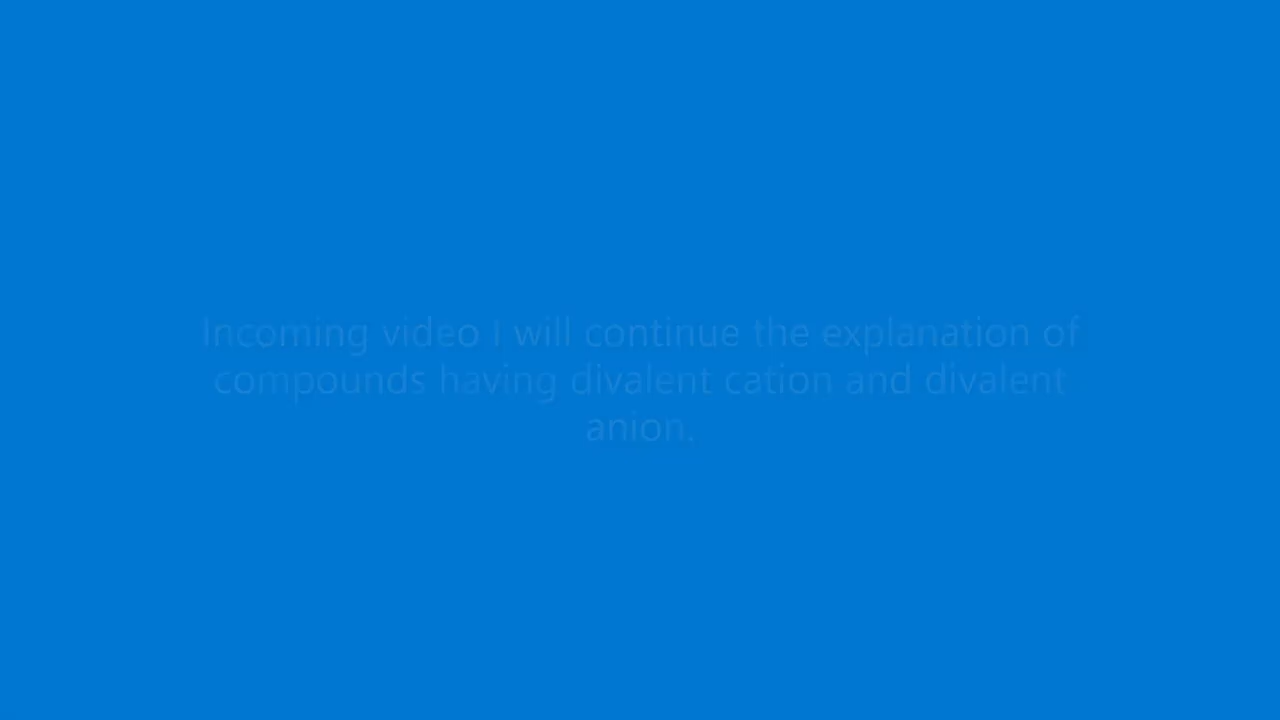 Incoming video I will continue the explanation of
compounds having divalent cation and divalent
anion.